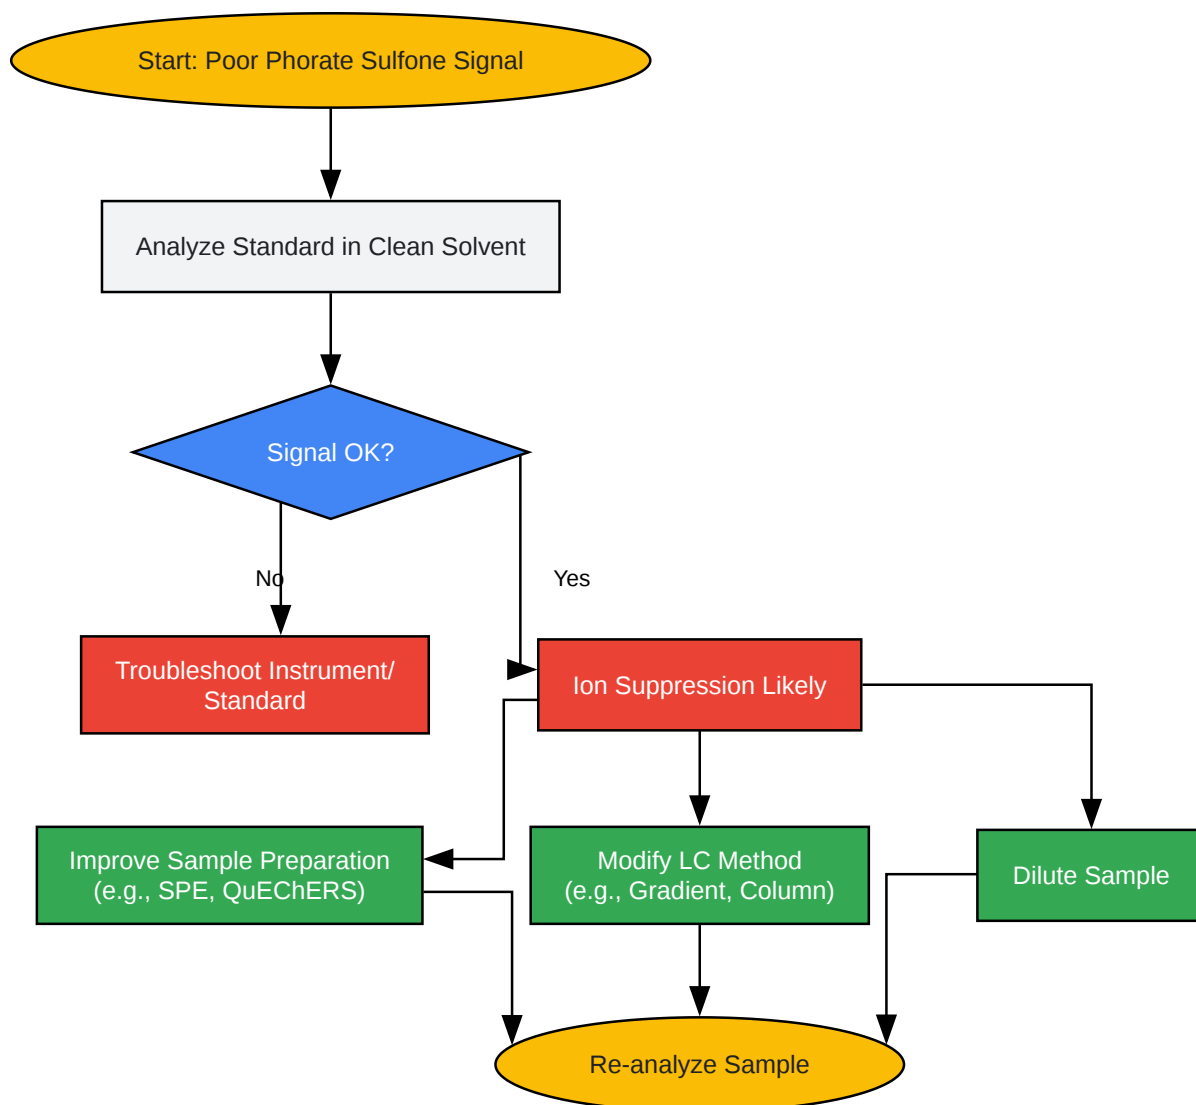 Start: Poor Phorate Sulfone Signal
Analyze Standard in Clean Solvent
Signal OK?
No
Yes
Troubleshoot Instrument/
Standard
Ion Suppression Likely
Improve Sample Preparation
(e.g., SPE, QuEChERS)
Modify LC Method
(e.g., Gradient, Column)
Dilute Sample
Re-analyze Sample